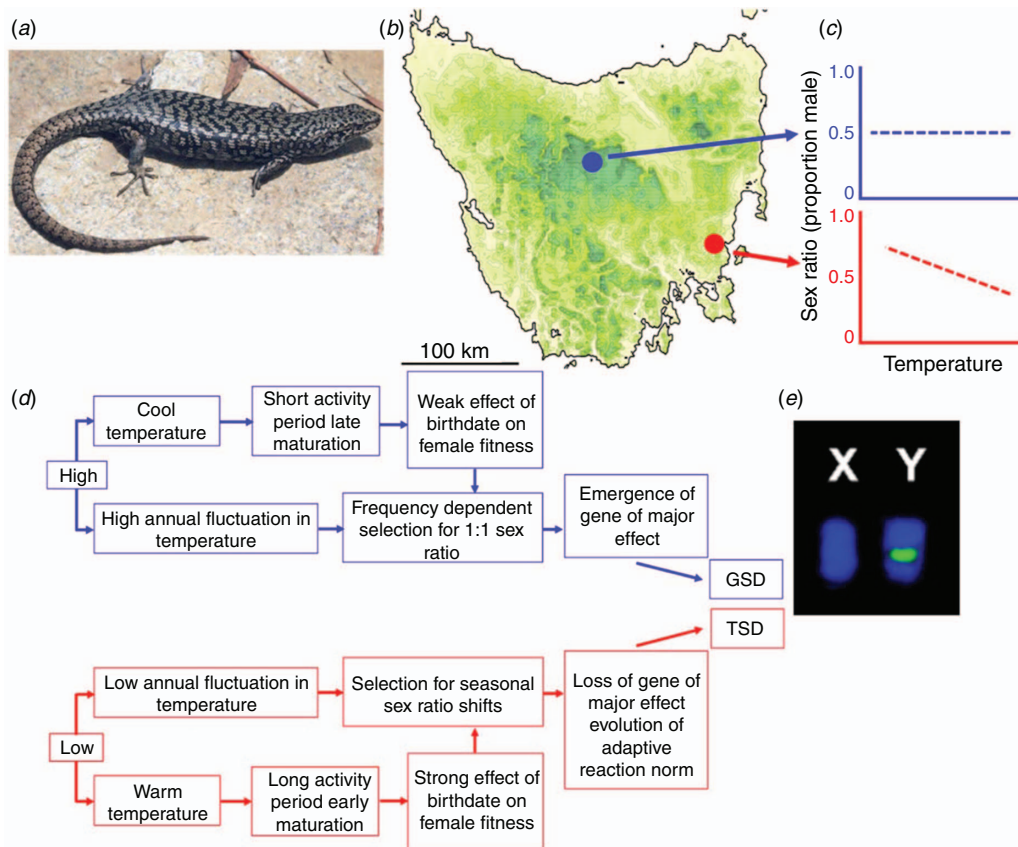 (a)
(b)
(c)
Sex ratio (proportion male)
1.0
0.5
0
1.0
0.5
0
Temperature
100 km
(d)
High
Cool
temperature
Short activity
period late
maturation
Weak effect of
birthdate on
female fitness
High annual fluctuation in
temperature
Frequency dependent
selection for 1:1 sex
ratio
Emergence of
gene of major
effect
GSD
TSD
Low annual fluctuation in
temperature
Selection for seasonal
sex ratio shifts
Loss of gene of
major effect
evolution of
adaptive
reaction norm
Low
Warm
temperature
Long activity
period early
maturation
Strong effect of
birthdate on
female fitness
(e)
X Y